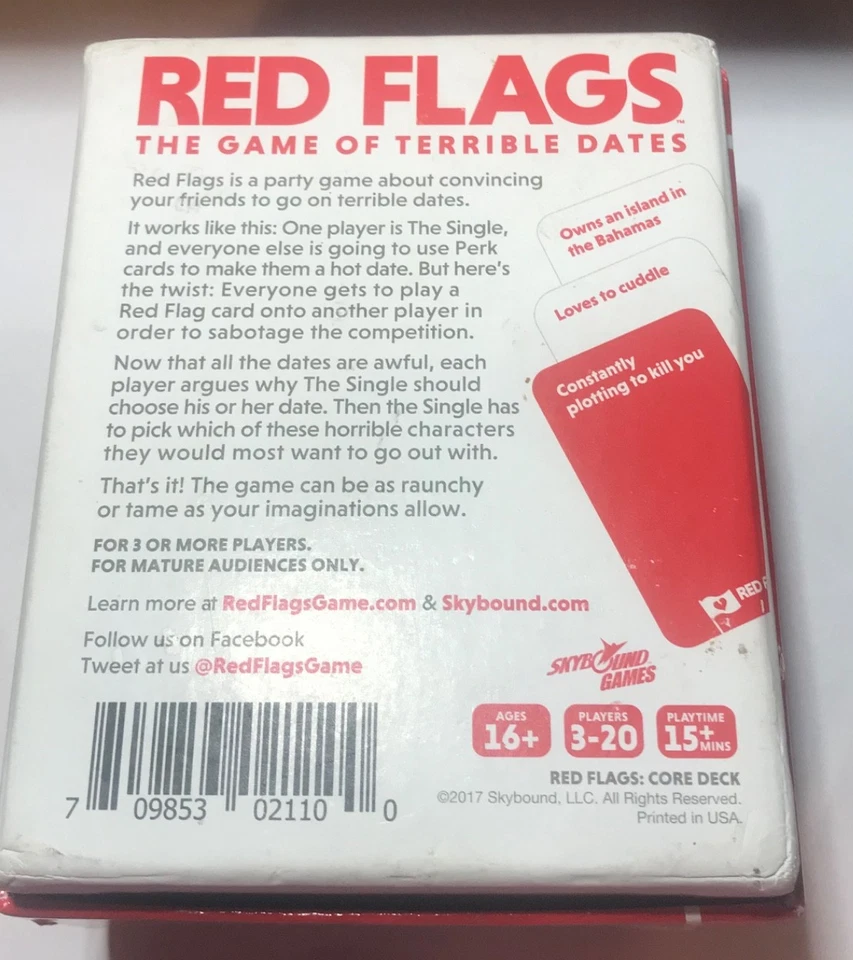 RED FLAGS™
THE GAME OF TERRIBLE DATES
Red Flags is a party game about convincing
your friends to go on terrible dates.
It works like this: One player is The Single,
and everyone else is going to use Perk
cards to make them a hot date. But here's
the twist: Everyone gets to play a
Red Flag card onto another player in
order to sabotage the competition.
Now that all the dates are awful, each
player argues why The Single should
choose his or her date. Then the Single has
to pick which of these horrible characters
they would most want to go out with.
That's it! The game can be as raunchy
or tame as your imaginations allow.
FOR 3 OR MORE PLAYERS.
FOR MATURE AUDIENCES ONLY.
Learn more at RedFlagsGame.com & Skybound.com
Follow us on Facebook
Tweet at us @RedFlagsGame
Owns an island in
the Bahamas
Loves to cuddle
Constantly
plotting to kill you
RED
SKYBOUND
GAMES
AGES
16+
PLAYERS
3-20
PLAYTIME
15+ MINS
RED FLAGS: CORE DECK
©2017 Skybound, LLC. All Rights Reserved.
Printed in USA.
7 09853 02110 0